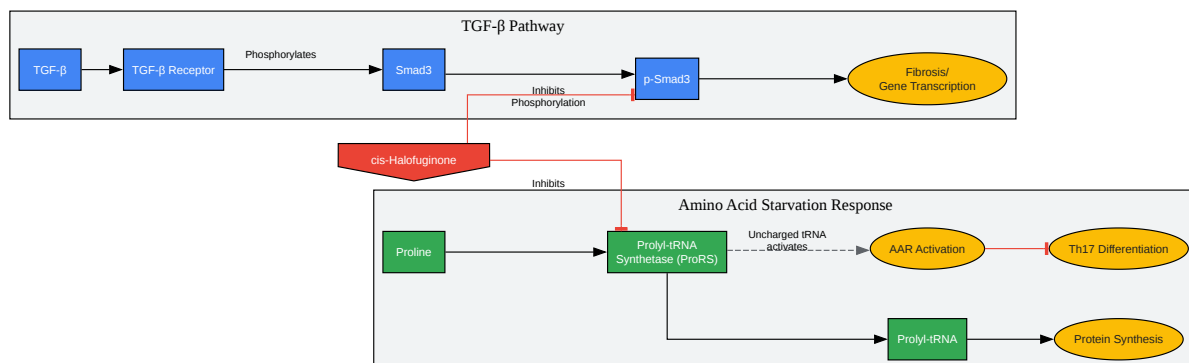 TGF-β Pathway
TGF-β
TGF-β Receptor
Phosphorylates
Smad3
p-Smad3
Fibrosis/
Gene Transcription
Inhibits
Phosphorylation
cis-Halofuginone
Inhibits
Amino Acid Starvation Response
Proline
Prolyl-tRNA
Synthetase (ProRS)
Uncharged tRNA
activates
AAR Activation
Th17 Differentiation
Prolyl-tRNA
Protein Synthesis